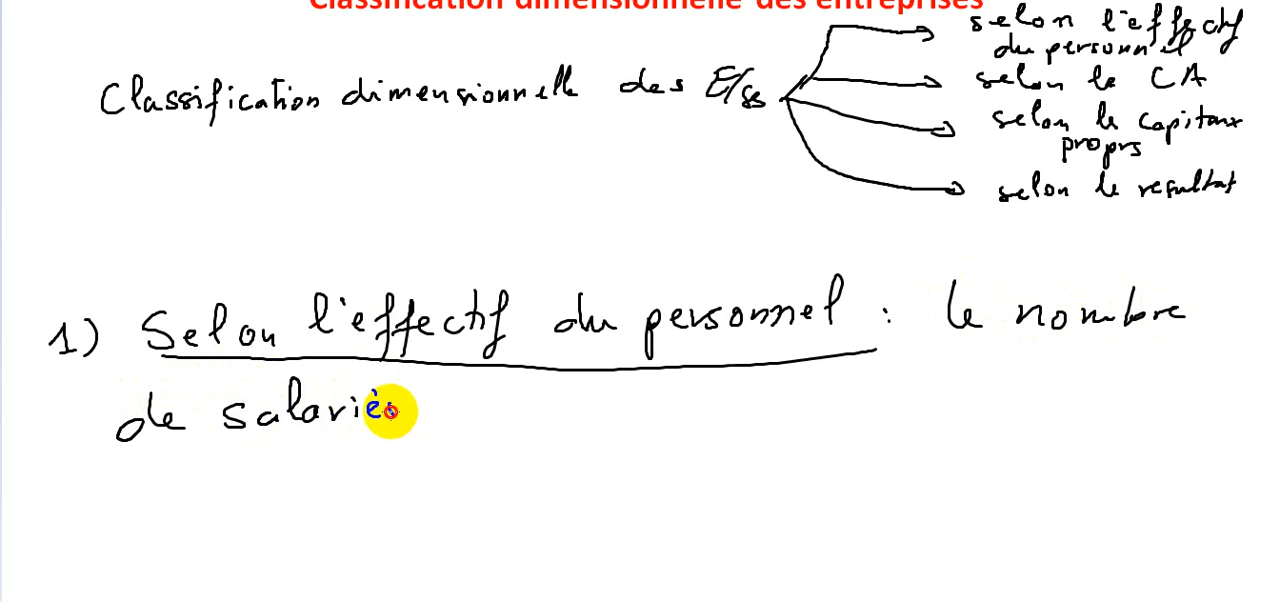 Classification dimensionnelle des entreprises
selon l'effectif
du personnel
Classification dimensionnelle des E/ses
selon le CA
selon le capitaux
proprs
selon le resultat
1) Selon l'effectif du personnel : le nombre
de salariés